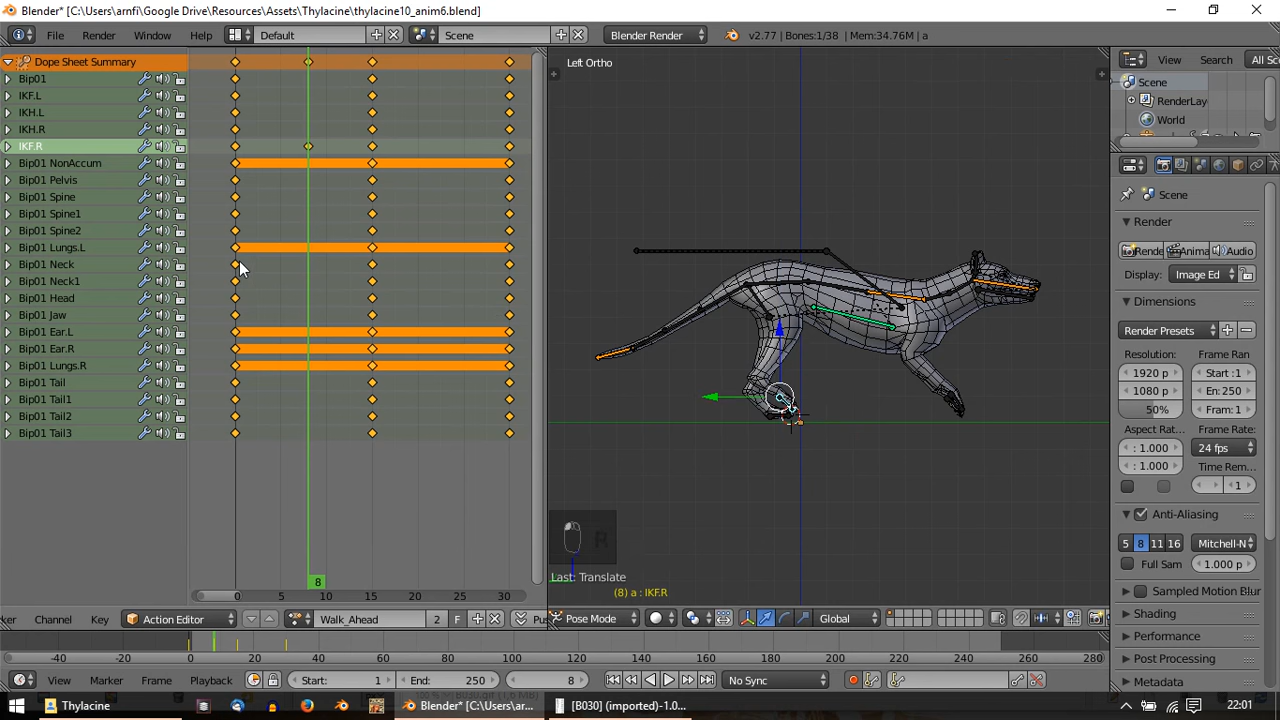 Blender* [C:\Users\arnfi\Google Drive\Resources\Assets\Thylacine\thylacine10_anim6.blend]
File Render Window Help Default Scene Blender Render v2.77 | Bones:1/38 | Mem:34.76M | a
Dope Sheet Summary
Bip01
IKF.L
IKH.L
IKH.R
IKF.R
Bip01 NonAccum
Bip01 Pelvis
Bip01 Spine
Bip01 Spine1
Bip01 Spine2
Bip01 Lungs.L
Bip01 Neck
Bip01 Neck1
Bip01 Head
Bip01 Jaw
Bip01 Ear.L
Bip01 Ear.R
Bip01 Lungs.R
Bip01 Tail
Bip01 Tail1
Bip01 Tail2
Bip01 Tail3
8
0 5 10 15 20 25 30
ker Channel Key Action Editor Walk_Ahead 2 F Pus
Left Ortho
R
Last: Translate
(8) a : IKF.R
Pose Mode Global
View Search All Sc
Scene
RenderLay
World
Scene
Render
Rende Anima Audio
Display: Image Ed
Dimensions
Render Presets
Resolution: Frame Ran
1920 p Start :1
1080 p En: 250
50% Fram: 1
Aspect Rat... Frame Rate:
: 1.000 24 fps
: 1.000 Time Rem...
1
Anti-Aliasing
5 8 11 16 Mitchell-N
Full Sam 1.000 p
Sampled Motion Blur
Shading
Performance
Post Processing
Metadata
-40 -20 0 20 40 60 80 100 120 140 160 180 200 220 240 260 280
View Marker Frame Playback Start: 1 End: 250 8 No Sync
Thylacine Blender* [C:\Users\ar... [B030] (imported)-1.0... 22:01